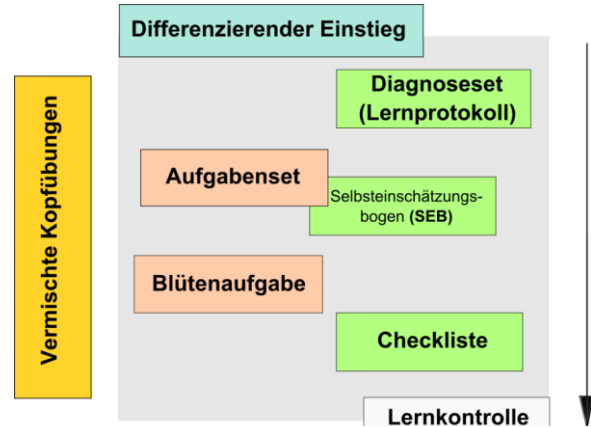 Differenzierender Einstieg
Vermischte Kopfübungen
Diagnoseset
(Lernprotokoll)
Aufgabenset
Selbsteinschätzungs-
bogen (SEB)
Blütenaufgabe
Checkliste
Lernkontrolle